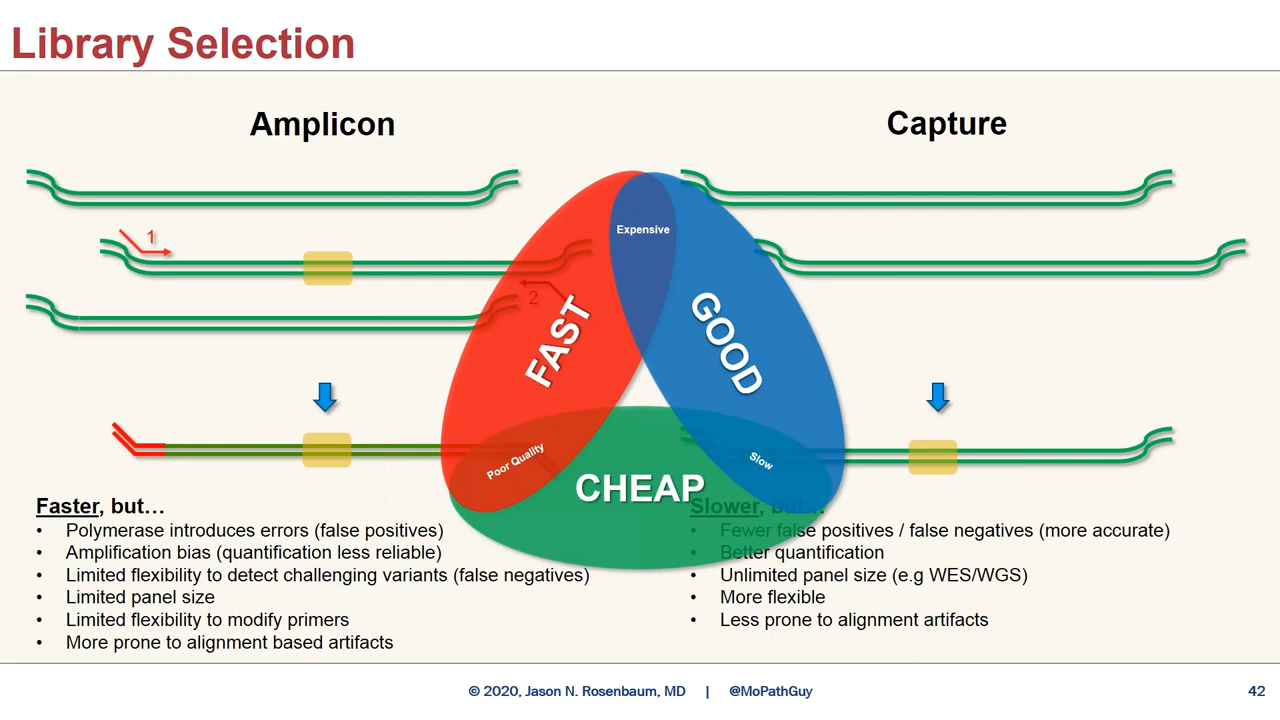 Library Selection
Amplicon
Capture
1
2
Expensive
FAST
GOOD
Poor Quality
Slow
CHEAP
Faster, but…
• Polymerase introduces errors (false positives)
• Amplification bias (quantification less reliable)
• Limited flexibility to detect challenging variants (false negatives)
• Limited panel size
• Limited flexibility to modify primers
• More prone to alignment based artifacts
Slower, but…
• Fewer false positives / false negatives (more accurate)
• Better quantification
• Unlimited panel size (e.g WES/WGS)
• More flexible
• Less prone to alignment artifacts
© 2020, Jason N. Rosenbaum, MD | @MoPathGuy
42